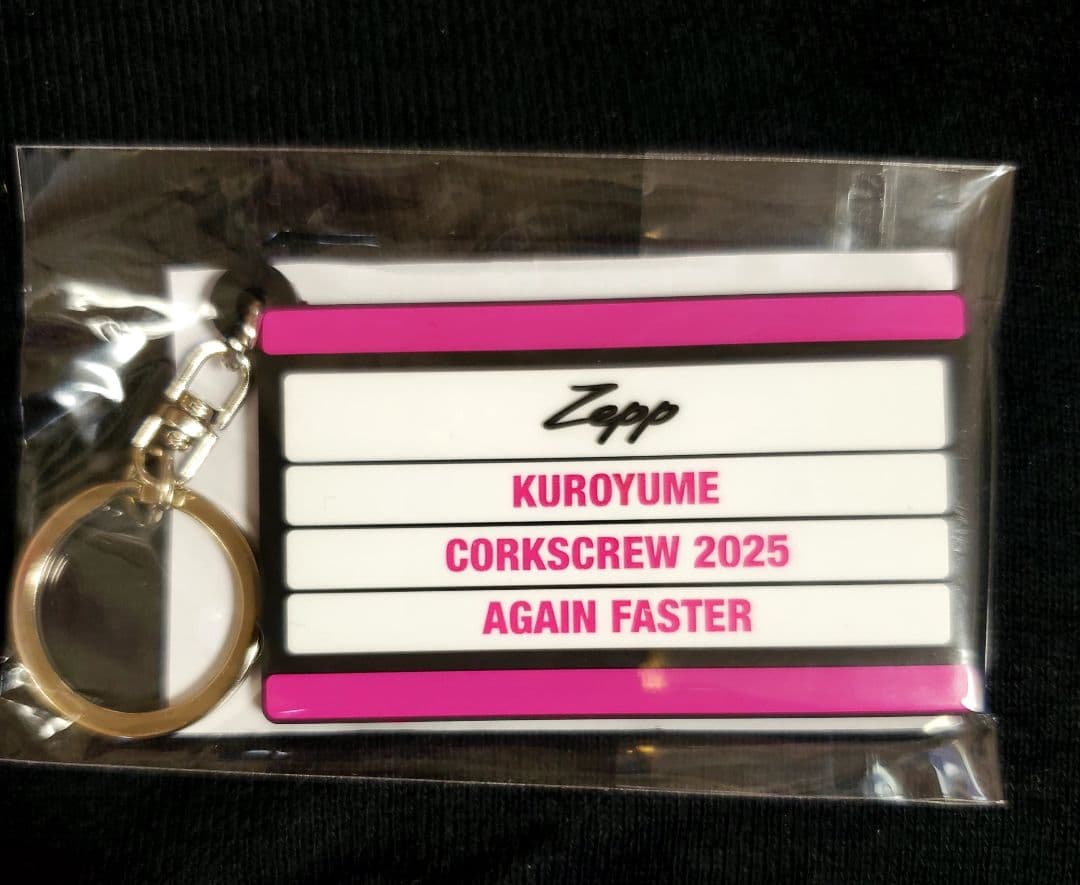 Zepp
KUROYUME
CORKSCREW 2025
AGAIN FASTER